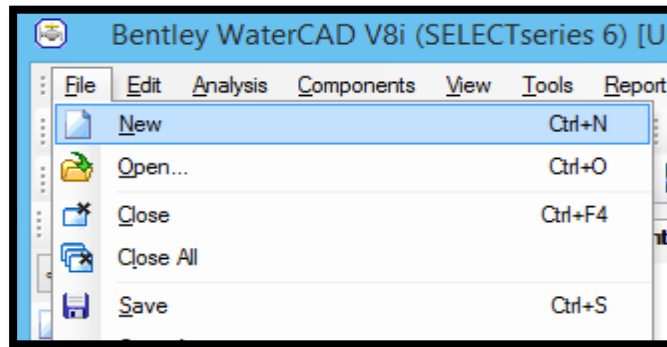 Bentley WaterCAD V8i (SELECTseries 6) [U
File Edit Analysis Components View Tools Report
New Ctrl+N
Open... Ctrl+O
Close Ctrl+F4
Close All
Save Ctrl+S